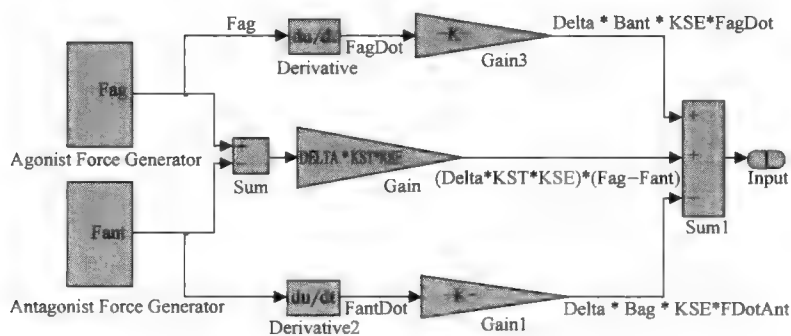 Fag
Delta * Bant * KSE*FagDot
du/dt
FagDot
-K-
Derivative
Gain3
Fag
Agonist Force Generator
Sum
DELTA *KST*KSE
Gain
(Delta*KST*KSE)*(Fag-Fant)
+
+
-
1
Input
Sum1
+
-
Fant
Antagonist Force Generator
du/dt
FantDot
-K-
Derivative2
Gain1
Delta * Bag * KSE*FDotAnt